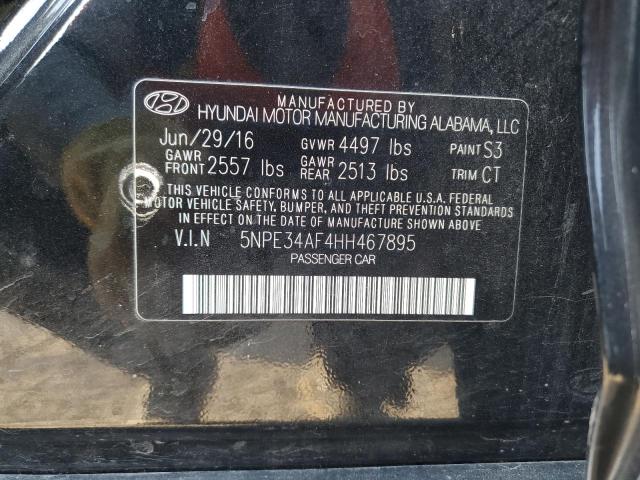 MANUFACTURED BY
HYUNDAI MOTOR MANUFACTURING ALABAMA, LLC
Jun/29/16 GVWR 4497 lbs PAINT S3
GAWR FRONT 2557 lbs GAWR REAR 2513 lbs TRIM CT
THIS VEHICLE CONFORMS TO ALL APPLICABLE U.S.A. FEDERAL
MOTOR VEHICLE SAFETY, BUMPER, AND THEFT PREVENTION STANDARDS
IN EFFECT ON THE DATE OF MANUFACTURE SHOWN ABOVE
V.I.N 5NPE34AF4HH467895
PASSENGER CAR